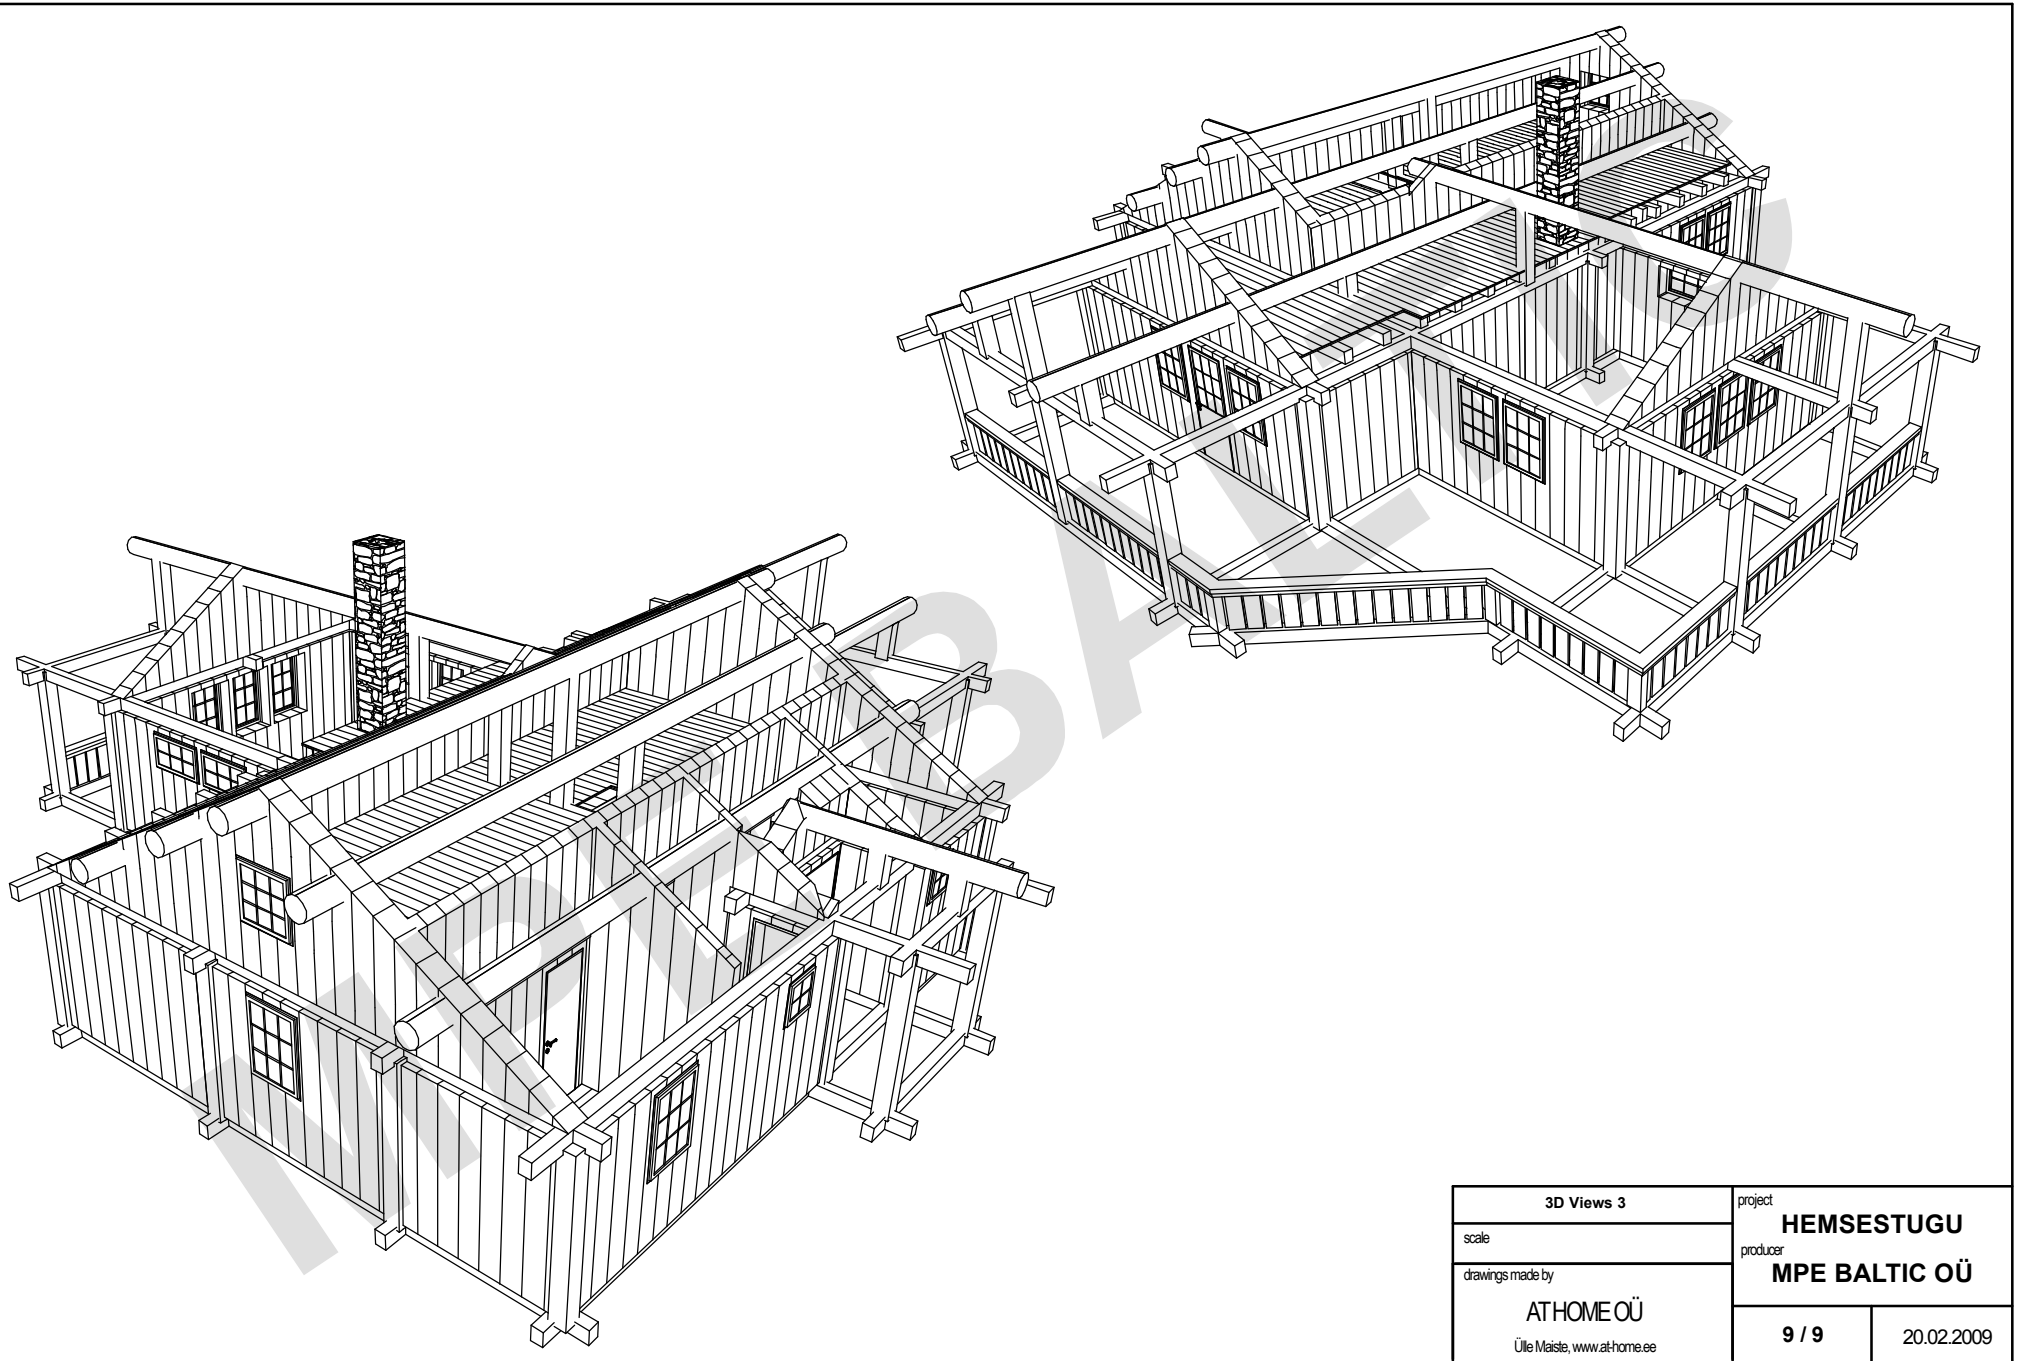 MPE BALTIC
3D Views 3
scale
drawings made by
AT HOME OÜ
Ülle Maiste, www.at-home.ee
project
HEMSESTUGU
producer
MPE BALTIC OÜ
9 / 9
20.02.2009